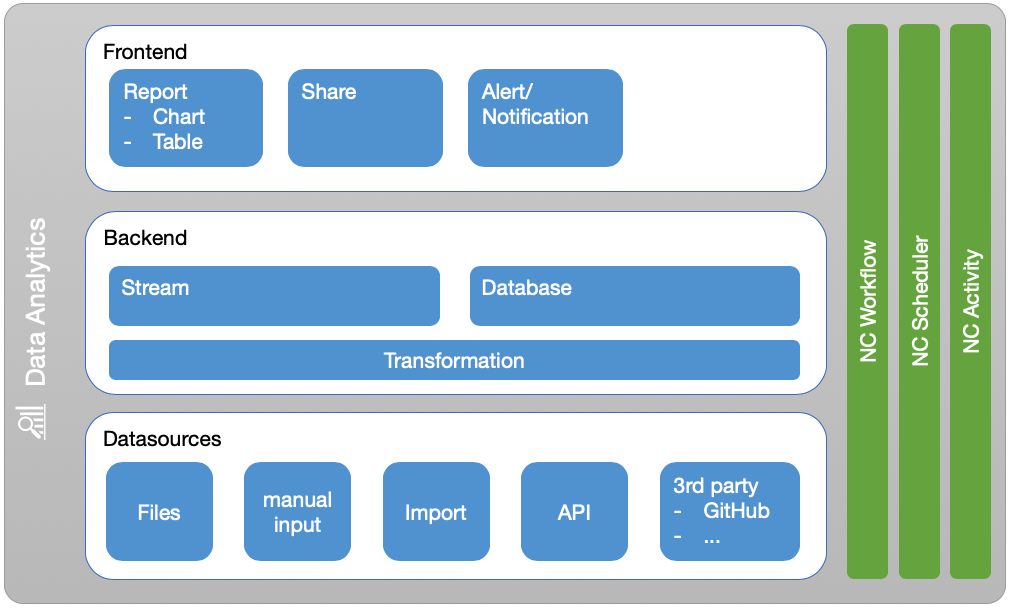 Data Analytics
Frontend
Report
- Chart
- Table
Share
Alert/
Notification
Backend
Stream
Database
Transformation
Datasources
Files
manual
input
Import
API
3rd party
- GitHub
- ...
NC Workflow
NC Scheduler
NC Activity